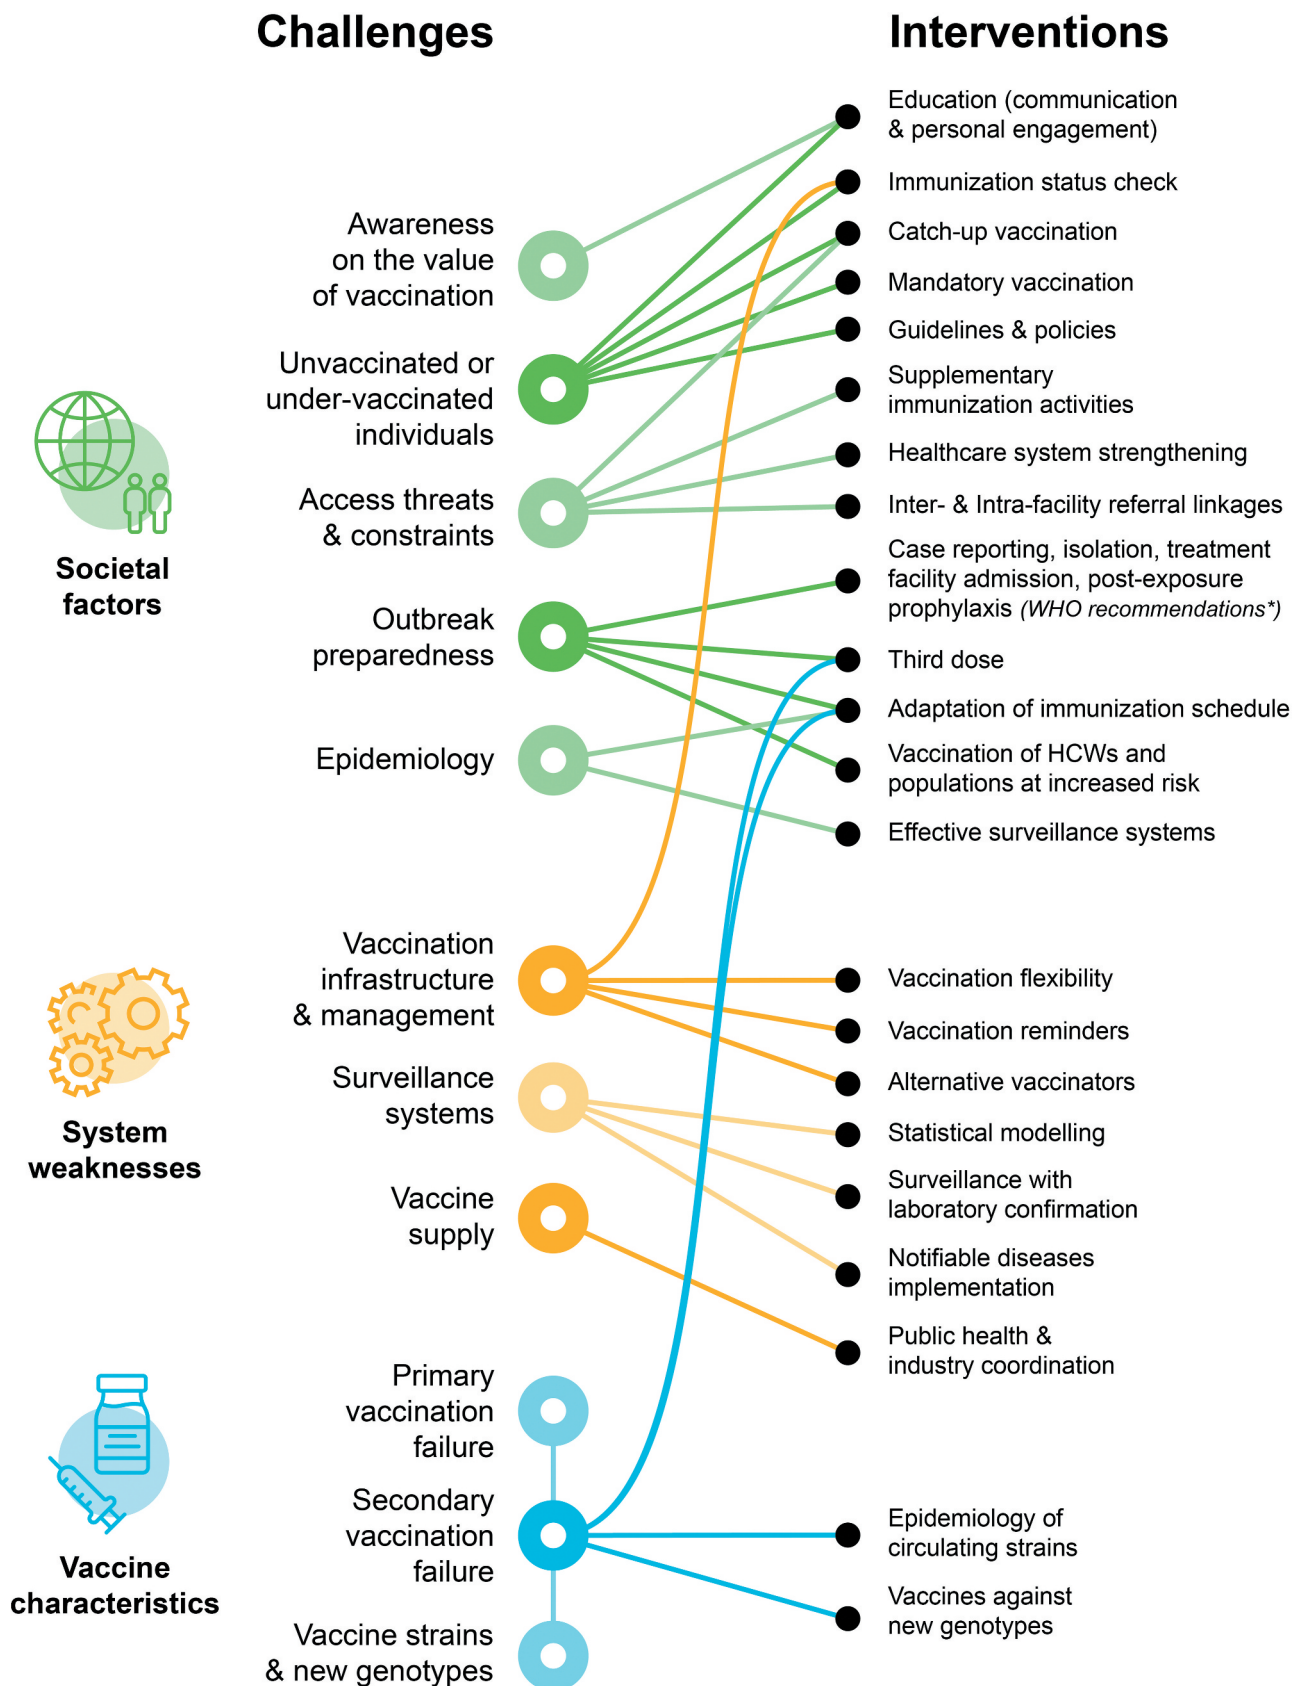 Challenges
Interventions
Societal
factors
Awareness
on the value
of vaccination
Unvaccinated or
under-vaccinated
individuals
Access threats
& constraints
Outbreak
preparedness
Epidemiology
Education (communication
& personal engagement)
Immunization status check
Catch-up vaccination
Mandatory vaccination
Guidelines & policies
Supplementary
immunization activities
Healthcare system strengthening
Inter- & Intra-facility referral linkages
Case reporting, isolation, treatment
facility admission, post-exposure
prophylaxis (WHO recommendations*)
Third dose
Adaptation of immunization schedule
Vaccination of HCWs and
populations at increased risk
Effective surveillance systems
System
weaknesses
Vaccination
infrastructure
& management
Surveillance
systems
Vaccine
supply
Vaccination flexibility
Vaccination reminders
Alternative vaccinators
Statistical modelling
Surveillance with
laboratory confirmation
Notifiable diseases
implementation
Public health &
industry coordination
Vaccine
characteristics
Primary
vaccination
failure
Secondary
vaccination
failure
Vaccine strains
& new genotypes
Epidemiology of
circulating strains
Vaccines against
new genotypes